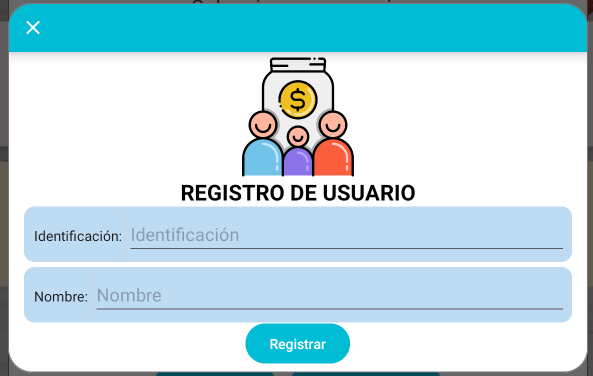 $
REGISTRO DE USUARIO
Identificación: Identificación
Nombre: Nombre
Registrar